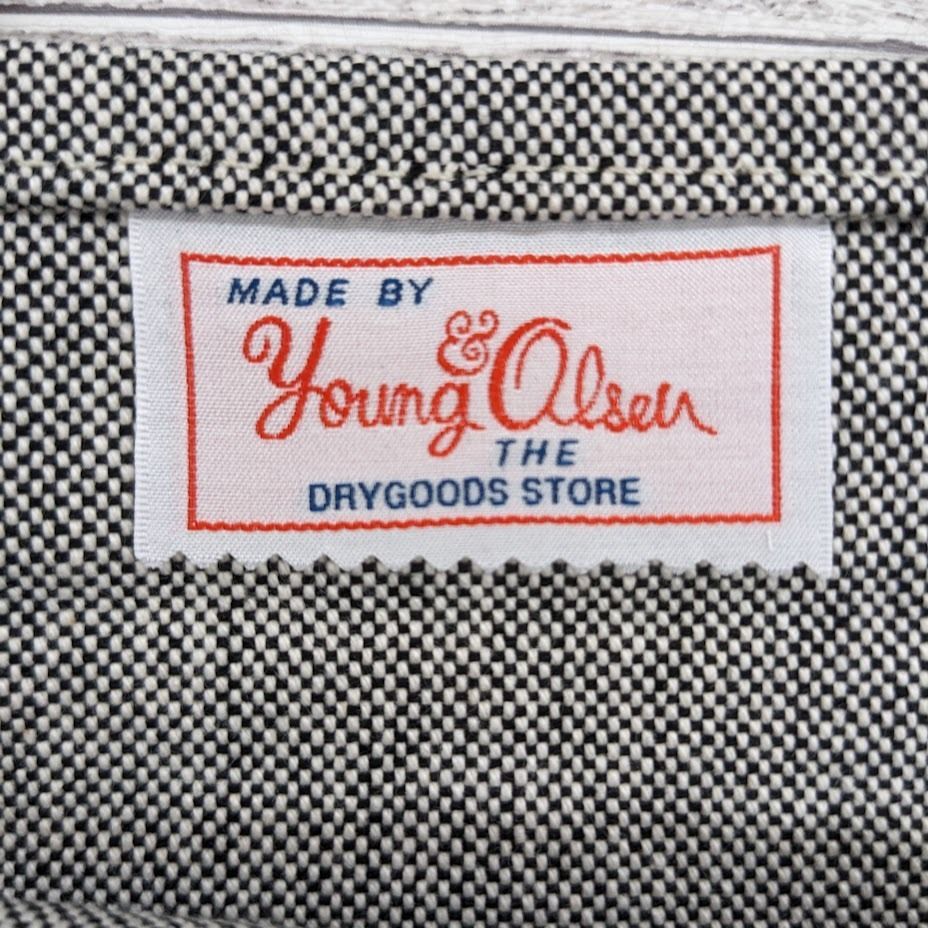 MADE BY
Young & Olsen
THE
DRYGOODS STORE